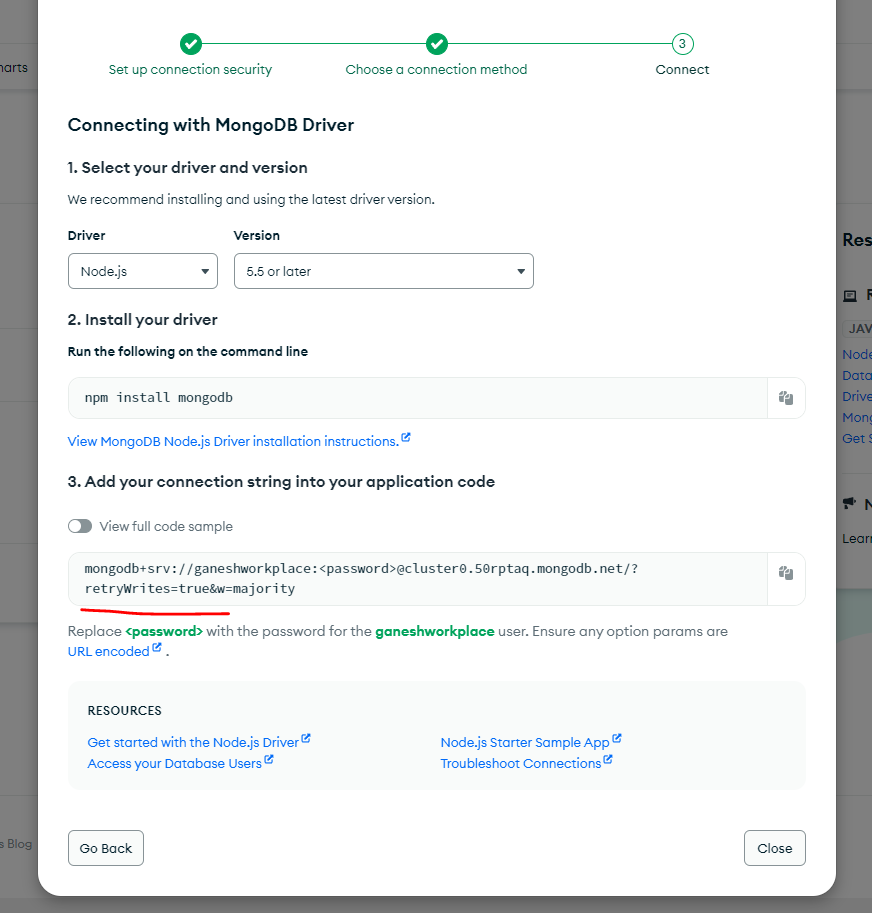 3
Set up connection security
Choose a connection method
Connect
Connecting with MongoDB Driver
1. Select your driver and version
We recommend installing and using the latest driver version.
Driver
Version
Node.js
5.5 or later
2. Install your driver
Run the following on the command line
npm install mongodb
View MongoDB Node.js Driver installation instructions.
3. Add your connection string into your application code
View full code sample
mongodb+srv://ganeshworkplace:<password>@cluster0.50rptaq.mongodb.net/?
retryWrites=true&w=majority
Replace <password> with the password for the ganeshworkplace user. Ensure any option params are
URL encoded .
RESOURCES
Get started with the Node.js Driver
Node.js Starter Sample App
Access your Database Users
Troubleshoot Connections
Go Back
Close
harts
s Blog
Res
JAV
Node
Data
Drive
Mong
Get S
Lear